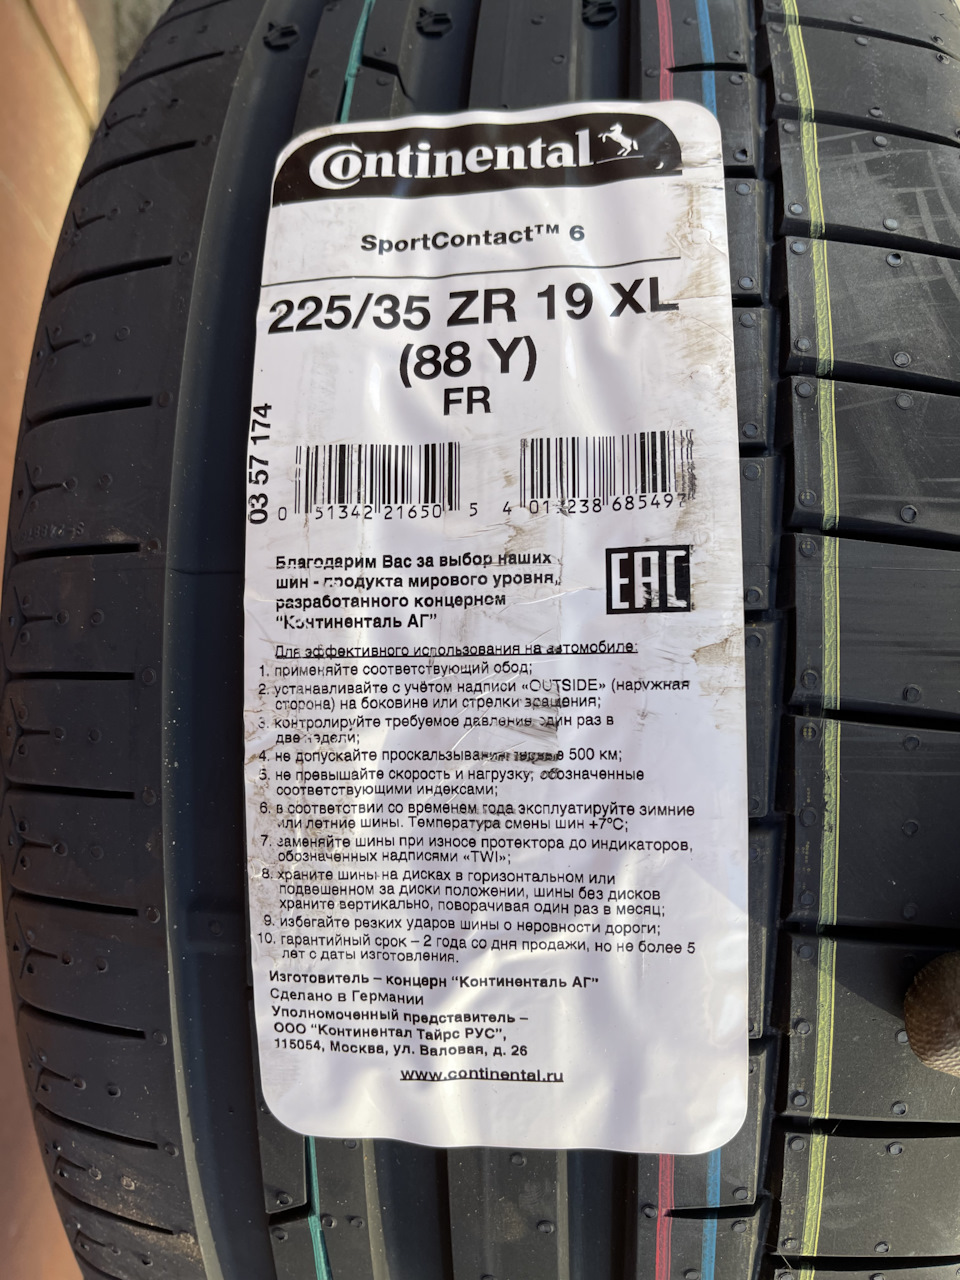 Continental
SportContact™ 6
225/35 ZR 19 XL
(88 Y)
FR
03 57 174
0 51342 21650 5
4 019238 685497
EAC
Благодарим Вас за выбор наших
шин - продукта мирового уровня,
разработанного концерном
“Континенталь АГ”
Для эффективного использования на автомобиле:
1. применяйте соответствующий обод;
2. устанавливайте с учётом надписи «OUTSIDE» (наружная
сторона) на боковине или стрелки вращения;
3. контролируйте требуемое давление один раз в
две недели;
4. не допускайте проскальзывания первые 500 км;
5. не превышайте скорость и нагрузку, обозначенные
соответствующими индексами;
6. в соответствии со временем года эксплуатируйте зимние
или летние шины. Температура смены шин +7°C;
7. заменяйте шины при износе протектора до индикаторов,
обозначенных надписями «TWI»;
8. храните шины на дисках в горизонтальном или
подвешенном за диски положении, шины без дисков
храните вертикально, поворачивая один раз в месяц;
9. избегайте резких ударов шины о неровности дороги;
10. гарантийный срок – 2 года со дня продажи, но не более 5
лет с даты изготовления.
Изготовитель – концерн “Континенталь АГ”
Сделано в Германии
Уполномоченный представитель –
ООО “Континентал Тайрс РУС”,
115054, Москва, ул. Валовая, д. 26
www.continental.ru